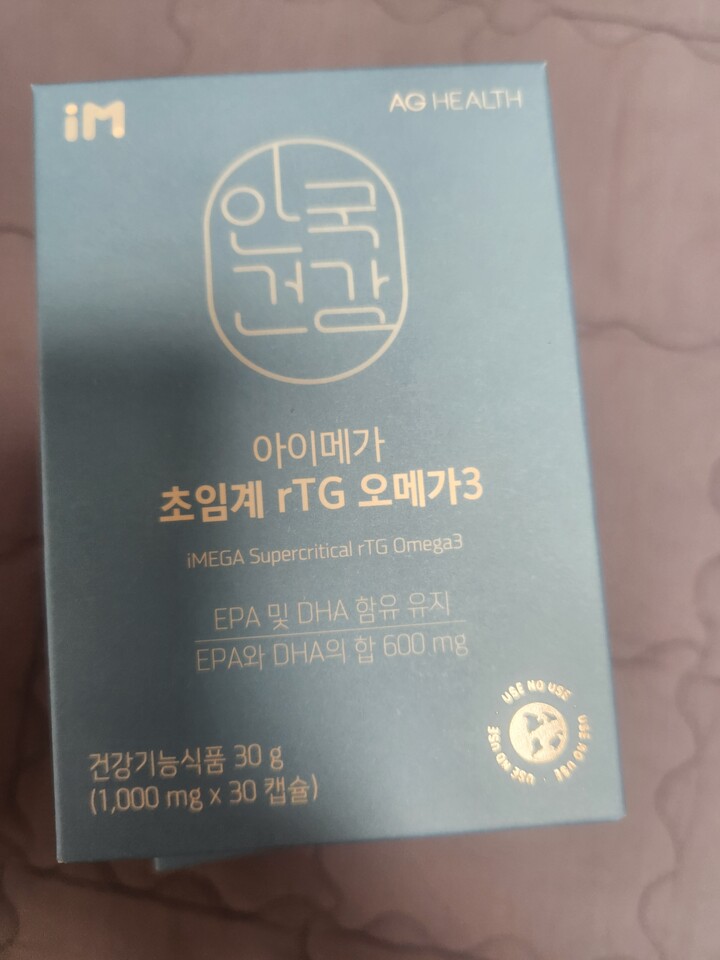 iM
AG HEALTH
안국
건강
아이메가
초임계 rTG 오메가3
iMEGA Supercritical rTG Omega3
EPA 및 DHA 함유 유지
EPA와 DHA의 합 600 mg
건강기능식품 30 g
(1,000 mg x 30 캡슐)
USE NO USE · USE NO USE · USE NO USE ·